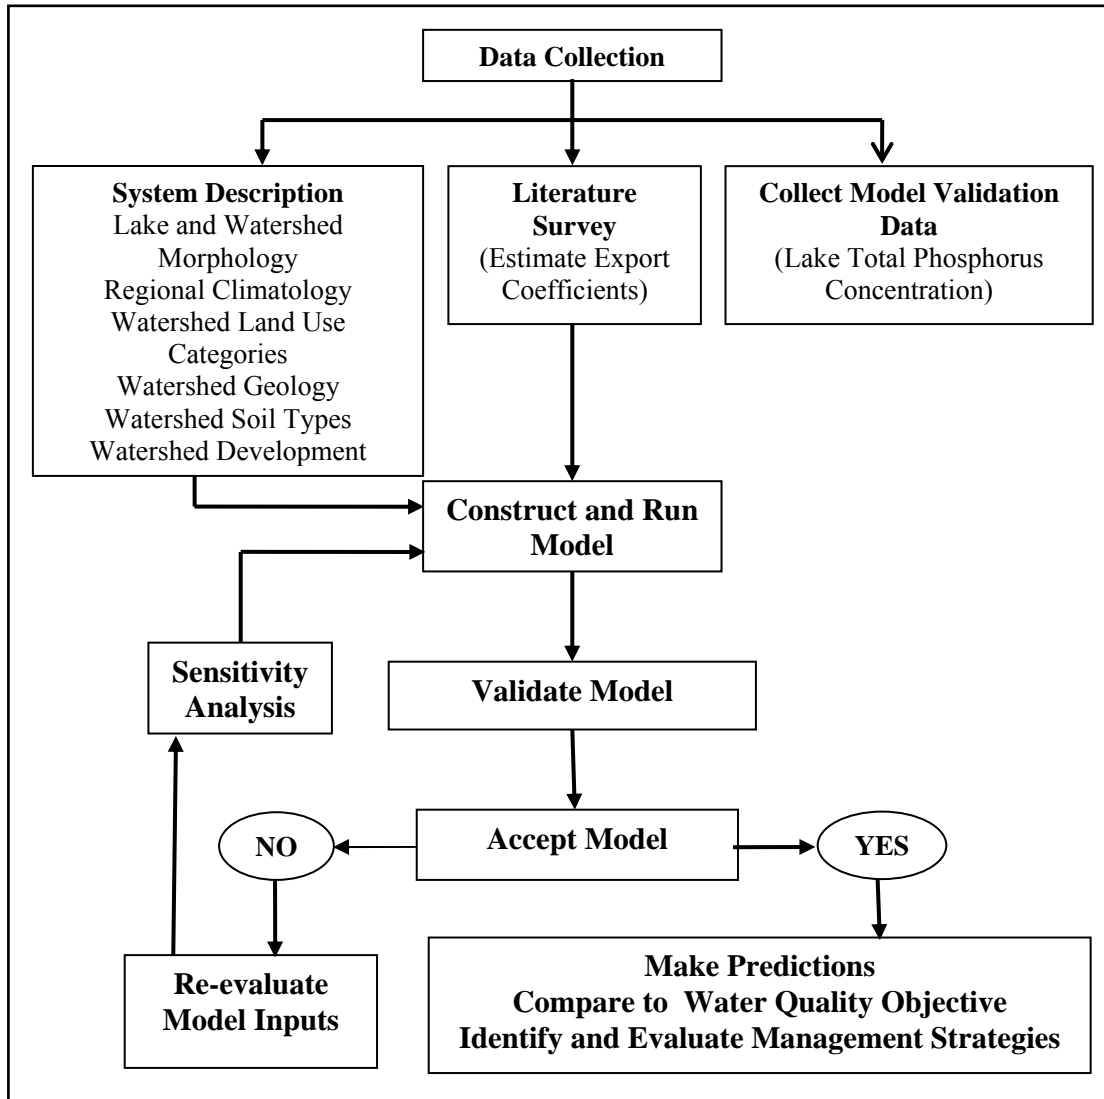 Data Collection
System Description
Lake and Watershed
Morphology
Regional Climatology
Watershed Land Use
Categories
Watershed Geology
Watershed Soil Types
Watershed Development
Literature
Survey
(Estimate Export
Coefficients)
Collect Model Validation
Data
(Lake Total Phosphorus
Concentration)
Construct and Run
Model
Sensitivity
Analysis
Validate Model
NO
Accept Model
YES
Re-evaluate
Model Inputs
Make Predictions
Compare to  Water Quality Objective
Identify and Evaluate Management Strategies